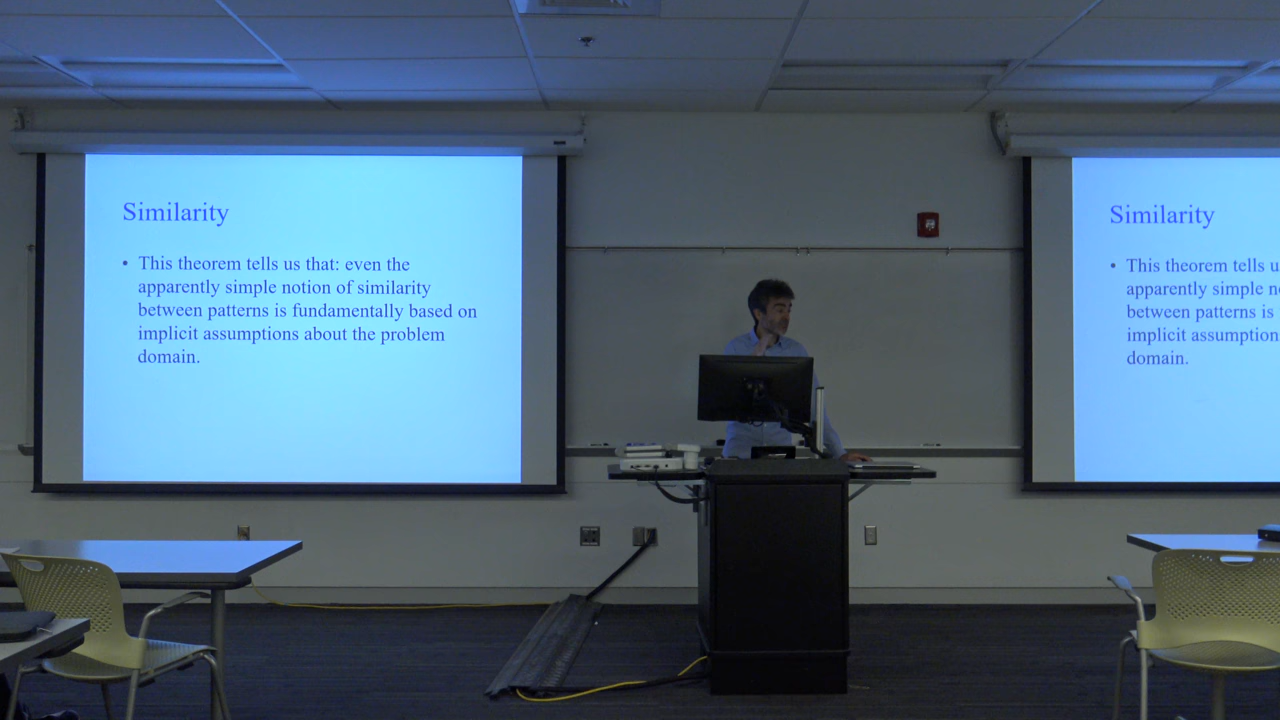 Similarity
• This theorem tells us that: even the
apparently simple notion of similarity
between patterns is fundamentally based on
implicit assumptions about the problem
domain.
Similarity
• This theorem tells u
apparently simple n
between patterns is
implicit assumption
domain.